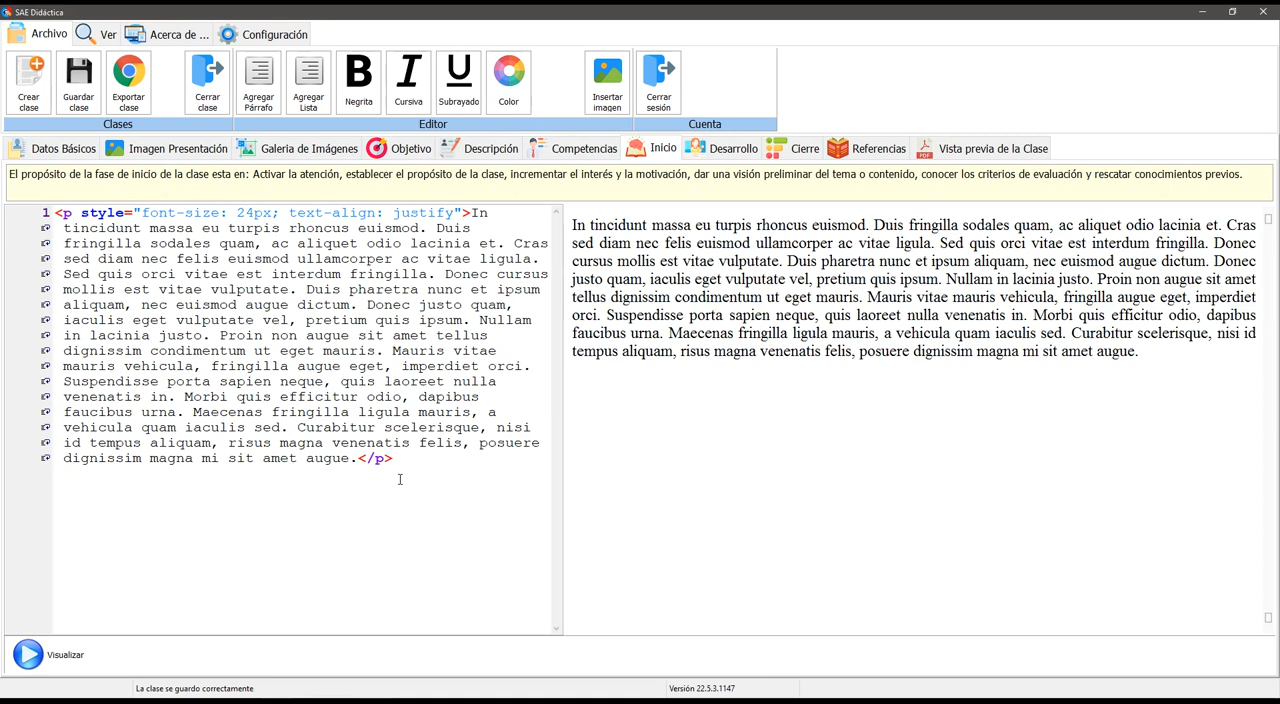 SAE Didáctica
Archivo Ver Acerca de ... Configuración
Crear clase
Guardar clase
Exportar clase
Cerrar clase
Agregar Párrafo
Agregar Lista
B Negrita
I Cursiva
U Subrayado
Color
Insertar imagen
Cerrar sesión
Clases Editor Cuenta
Datos Básicos Imagen Presentación Galeria de Imágenes Objetivo Descripción Competencias Inicio Desarrollo Cierre Referencias PDF Vista previa de la Clase
El propósito de la fase de inicio de la clase esta en: Activar la atención, establecer el propósito de la clase, incrementar el interés y la motivación, dar una visión preliminar del tema o contenido, conocer los criterios de evaluación y rescatar conocimientos previos.
1 <p style="font-size: 24px; text-align: justify">In
tincidunt massa eu turpis rhoncus euismod. Duis
fringilla sodales quam, ac aliquet odio lacinia et. Cras
sed diam nec felis euismod ullamcorper ac vitae ligula.
Sed quis orci vitae est interdum fringilla. Donec cursus
mollis est vitae vulputate. Duis pharetra nunc et ipsum
aliquam, nec euismod augue dictum. Donec justo quam,
iaculis eget vulputate vel, pretium quis ipsum. Nullam
in lacinia justo. Proin non augue sit amet tellus
dignissim condimentum ut eget mauris. Mauris vitae
mauris vehicula, fringilla augue eget, imperdiet orci.
Suspendisse porta sapien neque, quis laoreet nulla
venenatis in. Morbi quis efficitur odio, dapibus
faucibus urna. Maecenas fringilla ligula mauris, a
vehicula quam iaculis sed. Curabitur scelerisque, nisi
id tempus aliquam, risus magna venenatis felis, posuere
dignissim magna mi sit amet augue.</p>
In tincidunt massa eu turpis rhoncus euismod. Duis fringilla sodales quam, ac aliquet odio lacinia et. Cras
sed diam nec felis euismod ullamcorper ac vitae ligula. Sed quis orci vitae est interdum fringilla. Donec
cursus mollis est vitae vulputate. Duis pharetra nunc et ipsum aliquam, nec euismod augue dictum. Donec
justo quam, iaculis eget vulputate vel, pretium quis ipsum. Nullam in lacinia justo. Proin non augue sit amet
tellus dignissim condimentum ut eget mauris. Mauris vitae mauris vehicula, fringilla augue eget, imperdiet
orci. Suspendisse porta sapien neque, quis laoreet nulla venenatis in. Morbi quis efficitur odio, dapibus
faucibus urna. Maecenas fringilla ligula mauris, a vehicula quam iaculis sed. Curabitur scelerisque, nisi id
tempus aliquam, risus magna venenatis felis, posuere dignissim magna mi sit amet augue.
Visualizar
La clase se guardo correctamente Versión 22.5.3.1147